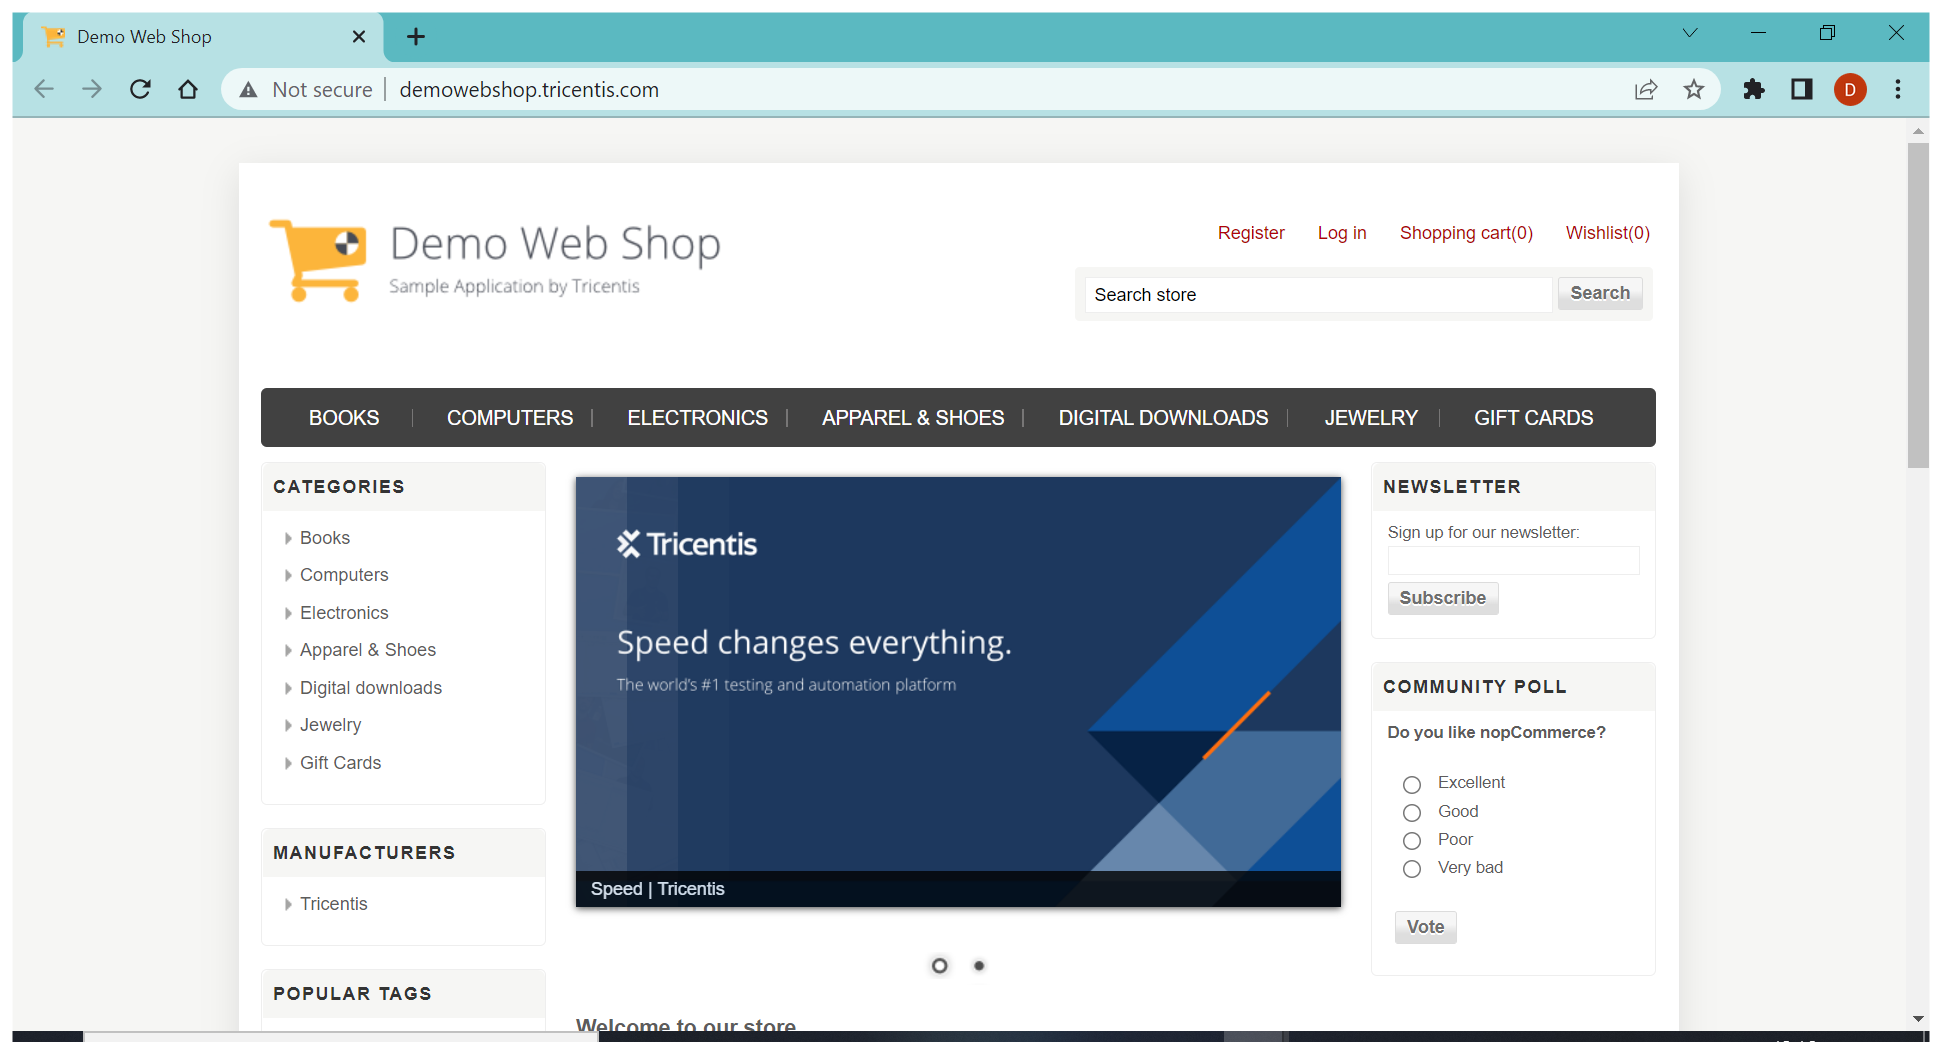 Demo Web Shop
Not secure
demowebshop.tricentis.com
D
Demo Web Shop
Sample Application by Tricentis
Register
Log in
Shopping cart(0)
Wishlist(0)
Search store
Search
BOOKS
COMPUTERS
ELECTRONICS
APPAREL & SHOES
DIGITAL DOWNLOADS
JEWELRY
GIFT CARDS
CATEGORIES
Books
Computers
Electronics
Apparel & Shoes
Digital downloads
Jewelry
Gift Cards
MANUFACTURERS
Tricentis
POPULAR TAGS
Tricentis
Speed changes everything.
The world's #1 testing and automation platform
Speed | Tricentis
Welcome to our store
NEWSLETTER
Sign up for our newsletter:
Subscribe
COMMUNITY POLL
Do you like nopCommerce?
Excellent
Good
Poor
Very bad
Vote